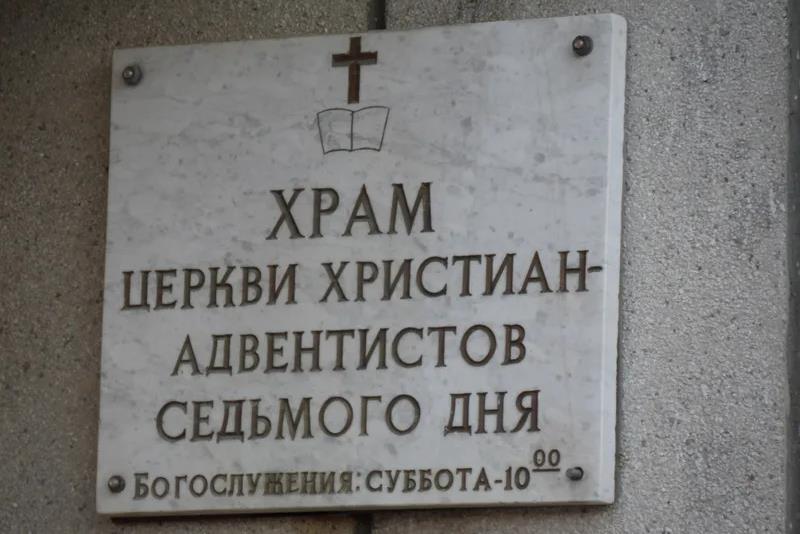 ХРАМ
ЦЕРКВИ ХРИСТИАН-
АДВЕНТИСТОВ
СЕДЬМОГО ДНЯ
БОГОСЛУЖЕНИЯ: СУББОТА-10⁰⁰